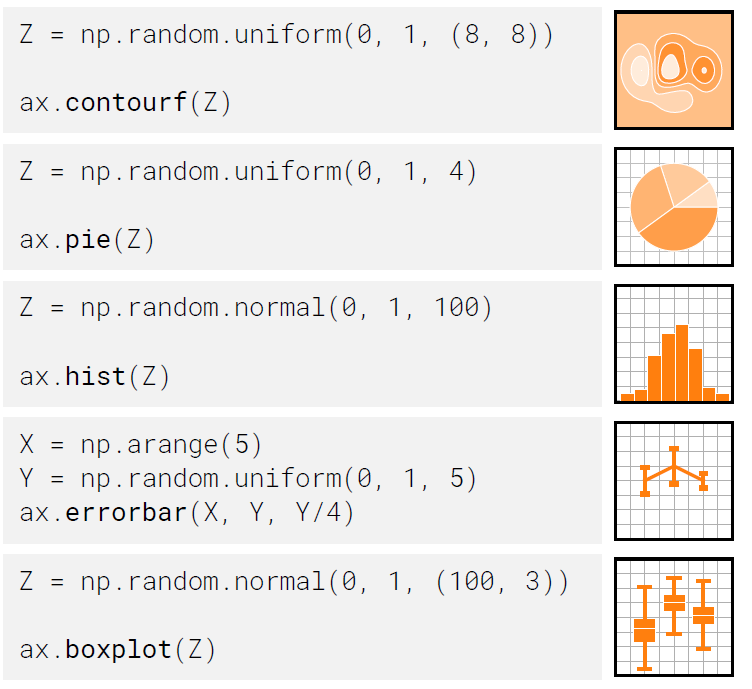 Z = np.random.uniform(0, 1, (8, 8))
ax.contourf(Z)
Z = np.random.uniform(0, 1, 4)
ax.pie(Z)
Z = np.random.normal(0, 1, 100)
ax.hist(Z)
X = np.arange(5)
Y = np.random.uniform(0, 1, 5)
ax.errorbar(X, Y, Y/4)
Z = np.random.normal(0, 1, (100, 3))
ax.boxplot(Z)